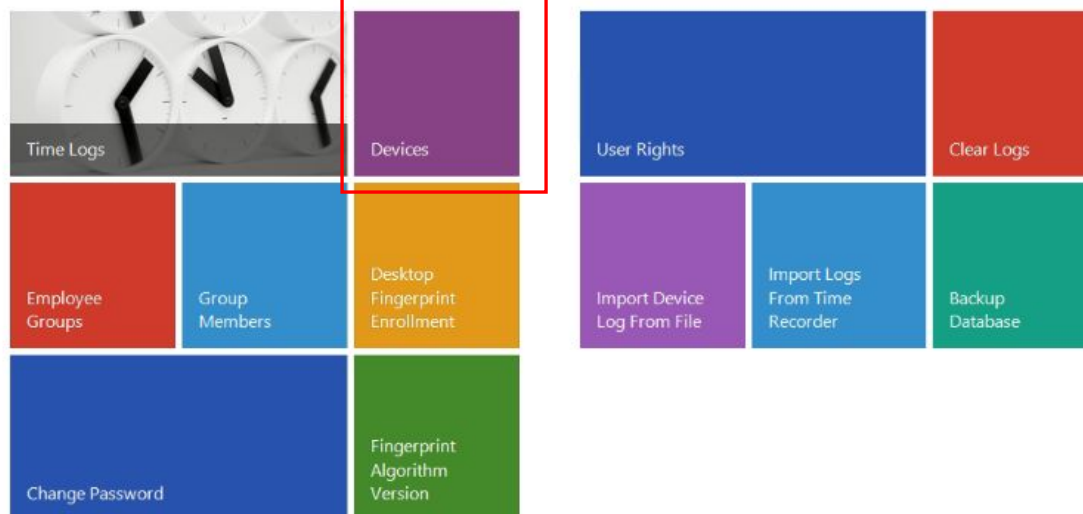 Time Logs
Devices
User Rights
Clear Logs
Employee
Groups
Group
Members
Desktop
Fingerprint
Enrollment
Import Device
Log From File
Import Logs
From Time
Recorder
Backup
Database
Change Password
Fingerprint
Algorithm
Version